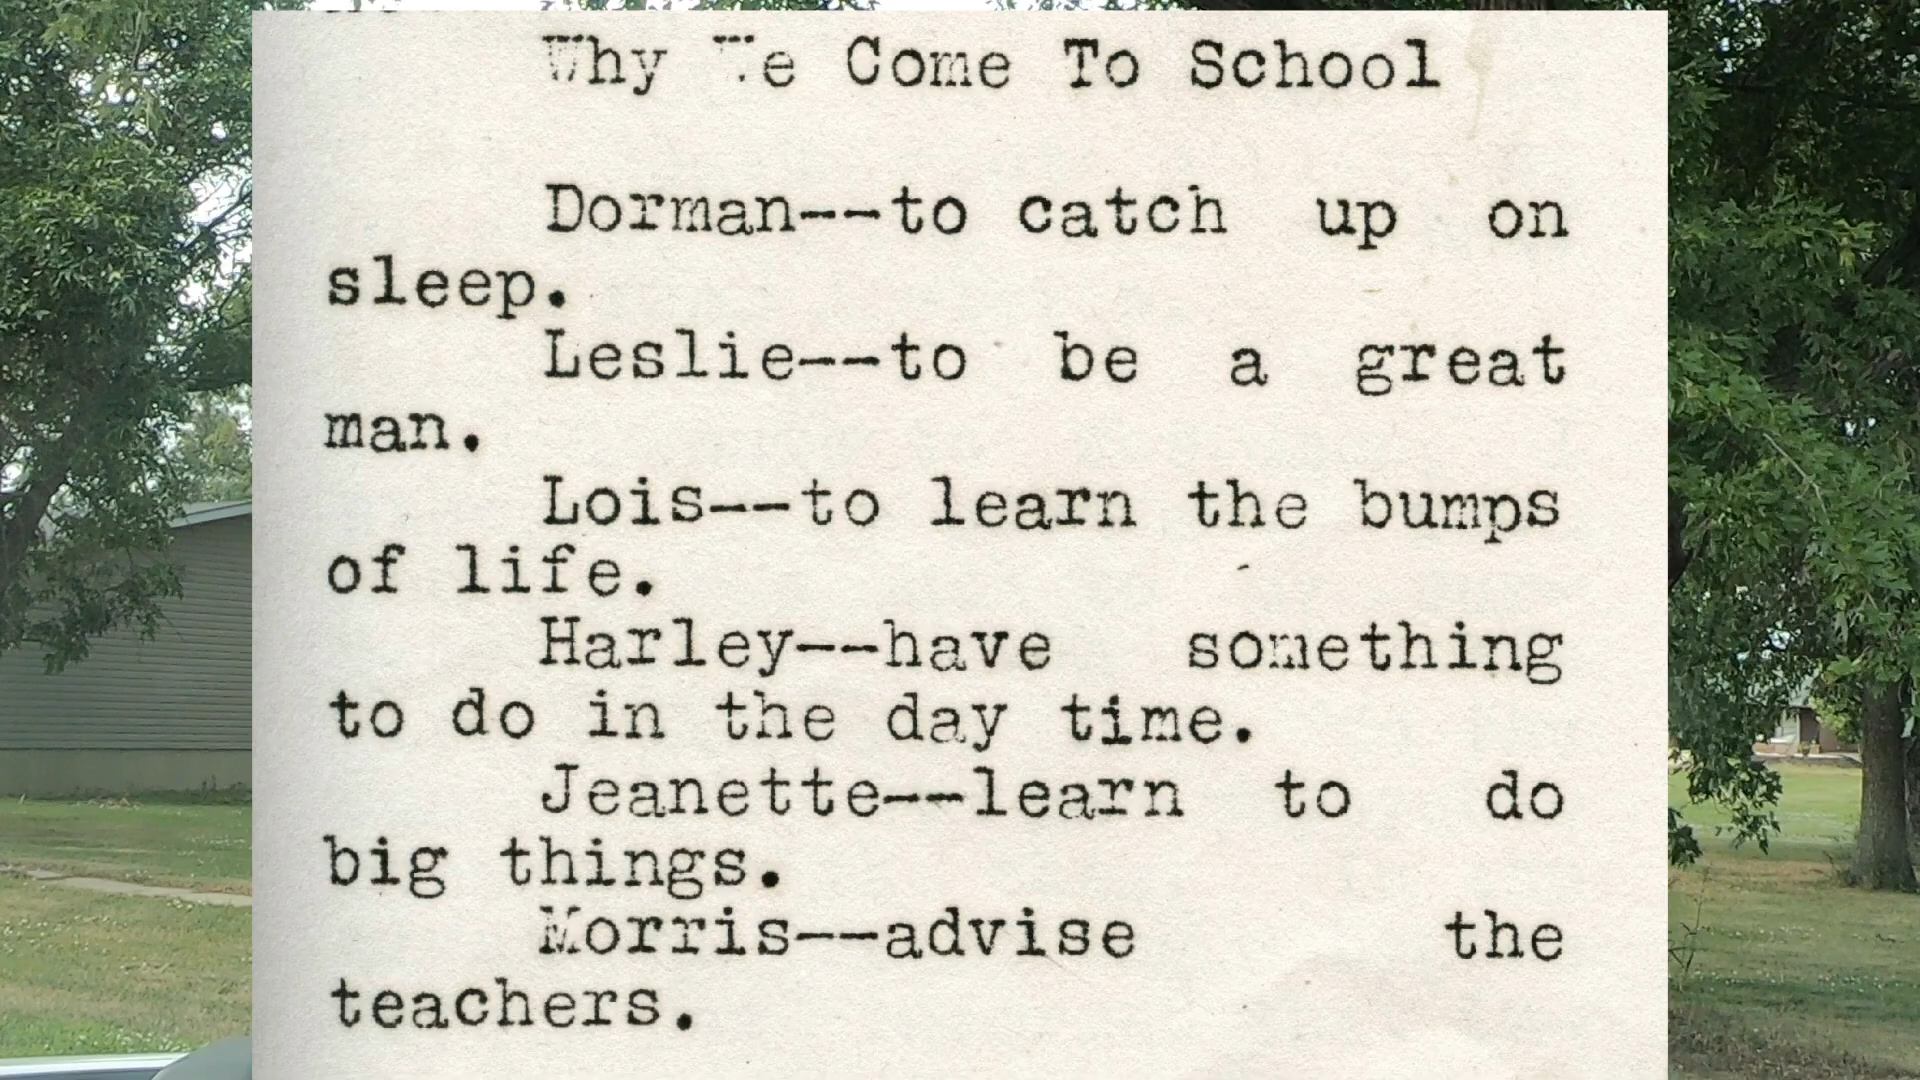 Why We Come To School
Dorman--to catch up on
sleep.
Leslie--to be a great
man.
Lois--to learn the bumps
of life.
Harley--have something
to do in the day time.
Jeanette--learn to do
big things.
Morris--advise the
teachers.